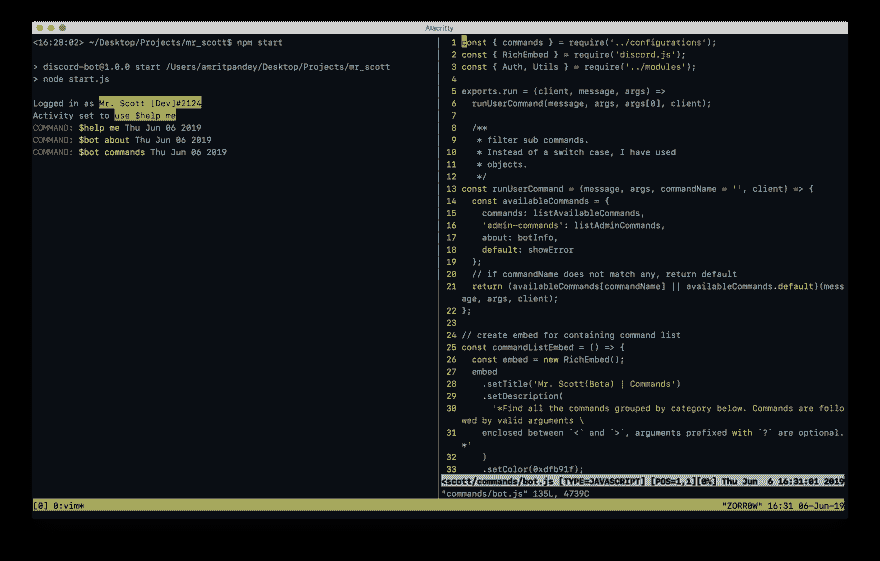 Alacritty
<16:28:02> ~/Desktop/Projects/mr_scott$ npm start
> discord-bot@1.0.0 start /Users/amritpandey/Desktop/Projects/mr_scott
> node start.js
Logged in as Mr. Scott [Dev]#2124
Activity set to use $help me
COMMAND: $help me Thu Jun 06 2019
COMMAND: $bot about Thu Jun 06 2019
COMMAND: $bot commands Thu Jun 06 2019
1 const { commands } = require('../configurations');
2 const { RichEmbed } = require('discord.js');
3 const { Auth, Utils } = require('../modules');
4
5 exports.run = (client, message, args) =>
6 runUserCommand(message, args, args[0], client);
7
8 /**
9 * filter sub commands.
10 * Instead of a switch case, I have used
11 * objects.
12 */
13 const runUserCommand = (message, args, commandName = '', client) => {
14 const availableCommands = {
15 commands: listAvailableCommands,
16 'admin-commands': listAdminCommands,
17 about: botInfo,
18 default: showError
19 };
20 // if commandName does not match any, return default
21 return (availableCommands[commandName] || availableCommands.default)(mess
age, args, client);
22 };
23
24 // create embed for containing command list
25 const commandListEmbed = () => {
26 const embed = new RichEmbed();
27 embed
28 .setTitle('Mr. Scott(Beta) | Commands')
29 .setDescription(
30 '*Find all the commands grouped by category below. Commands are follo
wed by valid arguments \
31 enclosed between `<` and `>`, arguments prefixed with `?` are optional.
*'
32 )
33 .setColor(0xdfb91f);
<scott/commands/bot.js [TYPE=JAVASCRIPT] [POS=1,1][0%] Thu Jun 6 16:31:01 2019
"commands/bot.js" 135L, 4739C
[0] 0:vim* "ZORR0W" 16:31 06-Jun-19